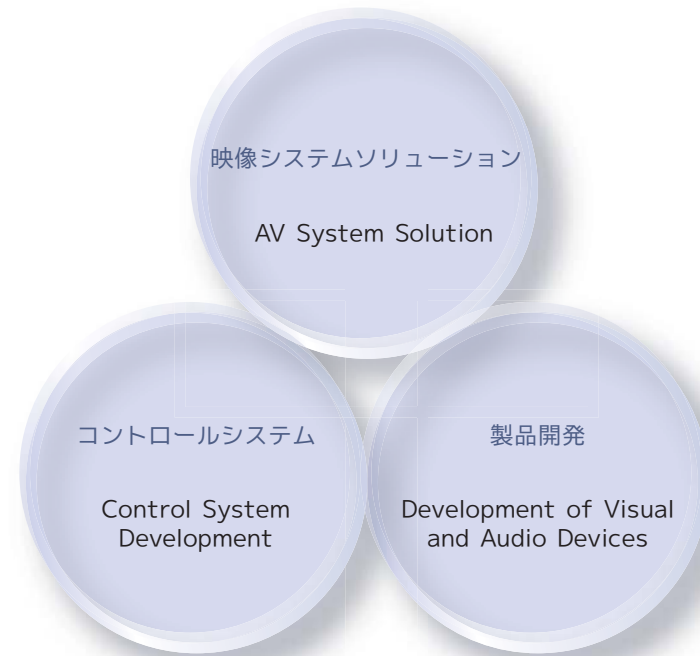 映像システムソリューション
AV System Solution
コントロールシステム
Control System
Development
製品開発
Development of Visual
and Audio Devices